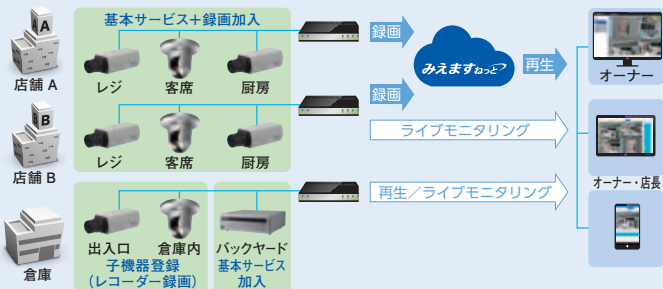 基本サービス+録画加入
A
店舗 A
レジ
客席
厨房
録画
みえますねっと
再生
オーナー
B
B
店舗 B
レジ
客席
厨房
録画
ライブモニタリング
オーナー・店長
再生／ライブモニタリング
倉庫
出入口
倉庫内
バックヤード
子機器登録
(レコーダー録画)
基本サービス
加入